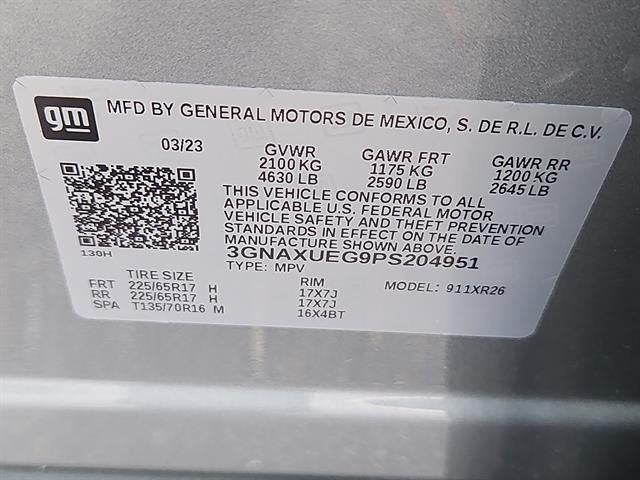 gm
MFD BY GENERAL MOTORS DE MEXICO, S. DE R.L. DE C.V.
03/23 GVWR GAWR FRT GAWR RR
2100 KG 1175 KG 1200 KG
4630 LB 2590 LB 2645 LB
THIS VEHICLE CONFORMS TO ALL
APPLICABLE U.S. FEDERAL MOTOR
VEHICLE SAFETY AND THEFT PREVENTION
STANDARDS IN EFFECT ON THE DATE OF
MANUFACTURE SHOWN ABOVE.
130H 3GNAXUEG9PS204951
TYPE: MPV
TIRE SIZE RIM MODEL: 911XR26
FRT 225/65R17 H 17X7J
RR 225/65R17 H 17X7J
SPA T135/70R16 M 16X4BT